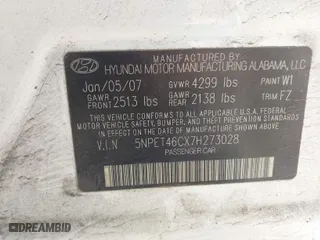 MANUFACTURED BY
HYUNDAI MOTOR MANUFACTURING ALABAMA, LLC
Jan/05/07 GVWR 4299 lbs PAINT W1
GAWR FRONT 2513 lbs GAWR REAR 2138 lbs TRIM FZ
THIS VEHICLE CONFORMS TO ALL APPLICABLE U.S. FEDERAL
MOTOR VEHICLE SAFETY, BUMPER, AND THEFT PREVENTION
STANDARDS IN EFFECT ON THE DATE OF MANUFACTURE
SHOWN ABOVE.
V.I.N 5NPET46CX7H273028
PASSENGER CAR